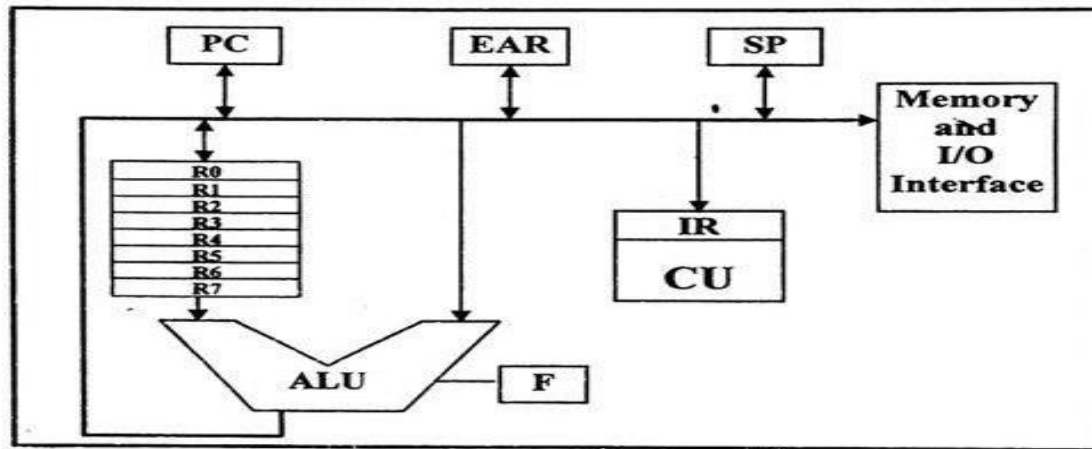 PC
EAR
SP
Memory
and
I/O
Interface
R0
R1
R2
R3
R4
R5
R6
R7
IR
CU
ALU
F